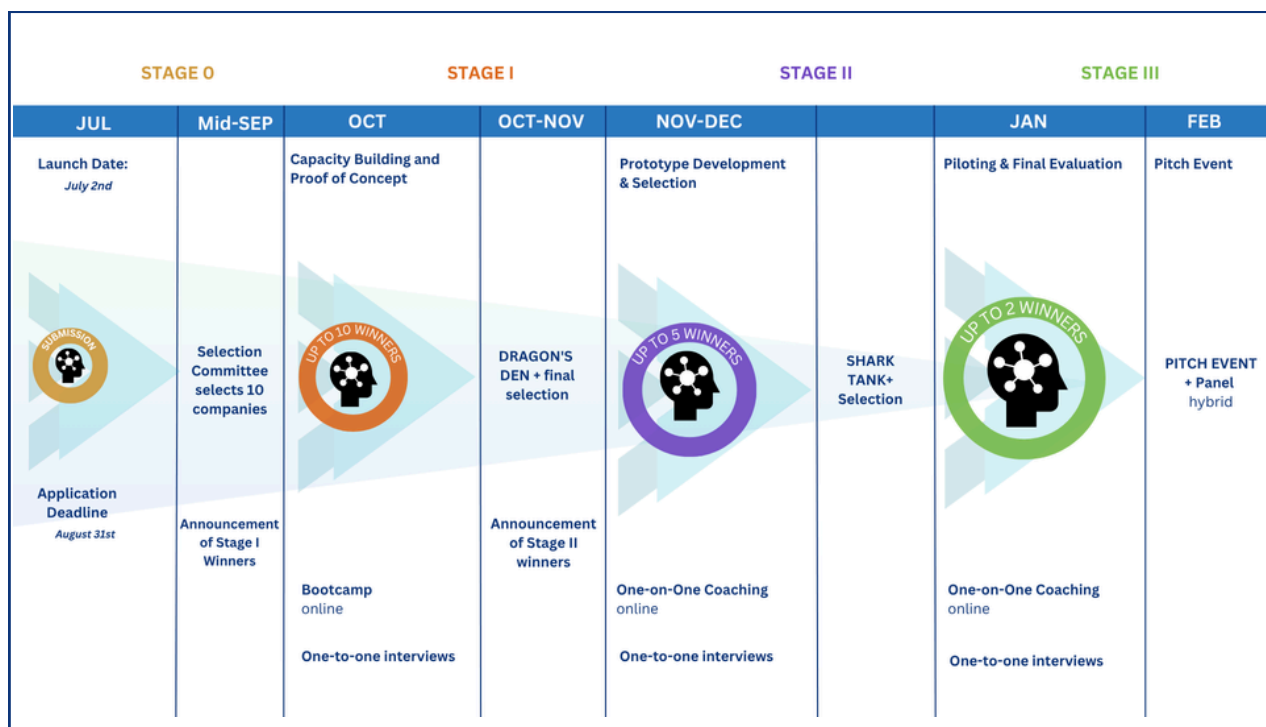 STAGE 0
STAGE I
STAGE II
STAGE III
JUL
Mid-SEP
OCT
OCT-NOV
NOV-DEC
JAN
FEB
Launch Date:
July 2nd
SUBMISSION
Application
Deadline
August 31st
Selection
Committee
selects 10
companies
Announcement
of Stage I
Winners
Capacity Building and
Proof of Concept
UP TO 10 WINNERS
Bootcamp
online
One-to-one interviews
DRAGON'S
DEN + final
selection
Announcement
of Stage II
winners
Prototype Development
& Selection
UP TO 5 WINNERS
One-on-One Coaching
online
One-to-one interviews
SHARK
TANK+
Selection
Piloting & Final Evaluation
UP TO 2 WINNERS
One-on-One Coaching
online
One-to-one interviews
Pitch Event
PITCH EVENT
+ Panel
hybrid